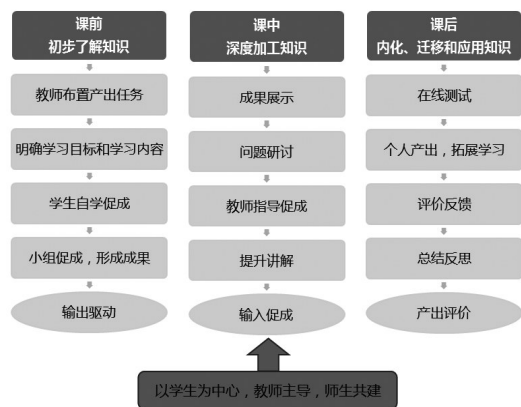 课前
初步了解知识
教师布置产出任务
明确学习目标和学习内容
学生自学促成
小组促成，形成成果
输出驱动
课中
深度加工知识
成果展示
问题研讨
教师指导促成
提升讲解
输入促成
课后
内化、迁移和应用知识
在线测试
个人产出，拓展学习
评价反馈
总结反思
产出评价
以学生为中心，教师主导，师生共建